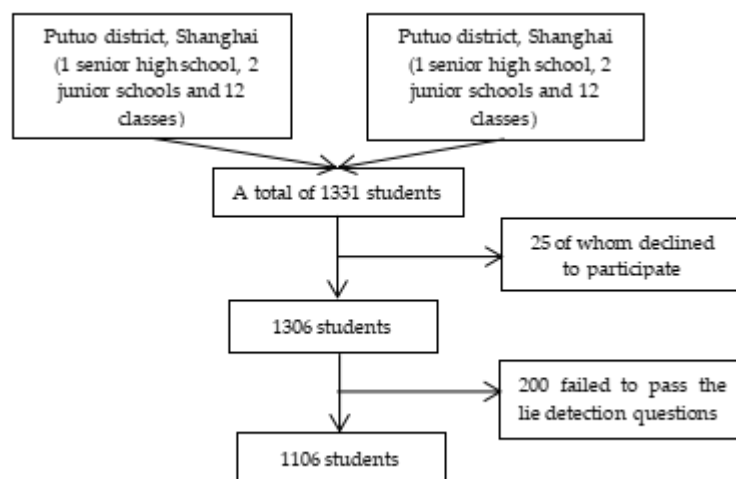 Putuo district, Shanghai
(1 senior high school, 2
junior schools and 12
classes)
Putuo district, Shanghai
(1 senior high school, 2
junior schools and 12
classes)
A total of 1331 students
25 of whom declined
to participate
1306 students
200 failed to pass the
lie detection questions
1106 students